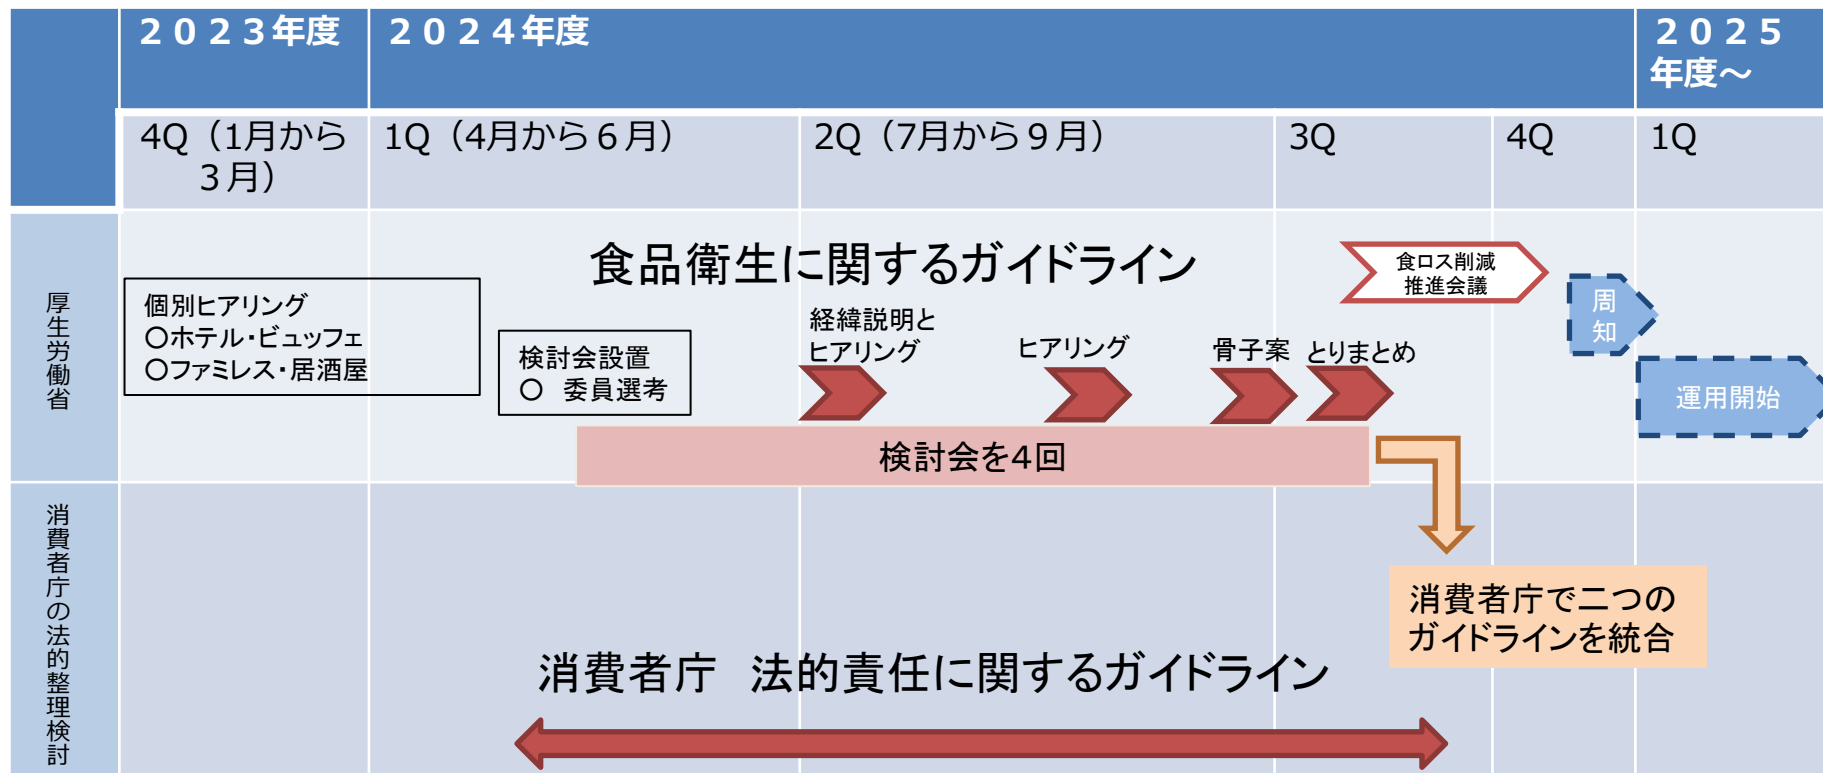 ２０２３年度
２０２４年度
２０２５
年度～
4Q（1月から
３月）
1Q（4月から６月）
2Q（7月から９月）
3Q
4Q
1Q
厚生労働省
食品衛生に関するガイドライン
個別ヒアリング
〇ホテル・ビュッフェ
〇ファミレス・居酒屋
検討会設置
〇　委員選考
経緯説明と
ヒアリング
ヒアリング
骨子案
とりまとめ
食ロス削減
推進会議
周
知
運用開始
検討会を4回
消費者庁の法的整理検討
消費者庁で二つの
ガイドラインを統合
消費者庁　法的責任に関するガイドライン